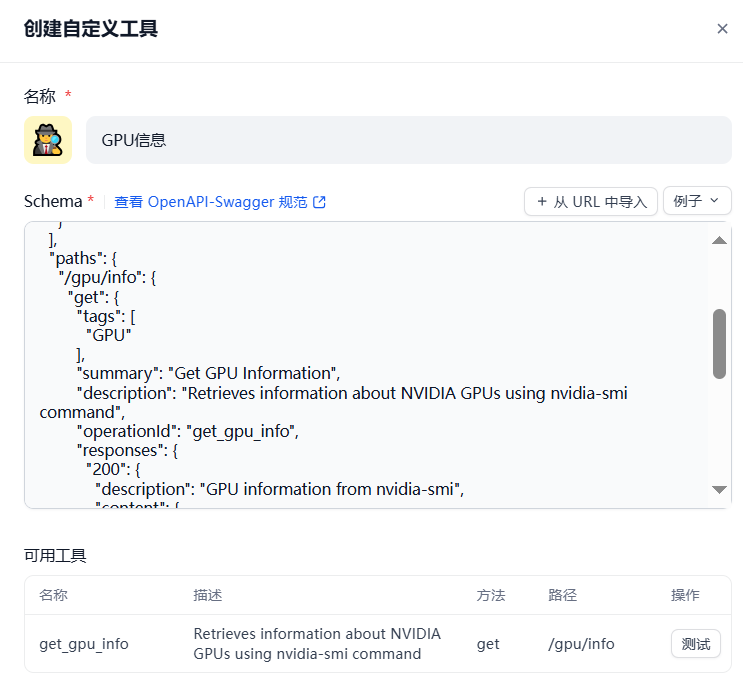 创建自定义工具
名称 *
GPU信息
Schema * 查看 OpenAPI-Swagger 规范 + 从 URL 中导入 例子
}
],
"paths": {
"/gpu/info": {
"get": {
"tags": [
"GPU"
],
"summary": "Get GPU Information",
"description": "Retrieves information about NVIDIA GPUs using nvidia-smi
command",
"operationId": "get_gpu_info",
"responses": {
"200": {
"description": "GPU information from nvidia-smi",
"content": {
可用工具
名称 描述 方法 路径 操作
get_gpu_info Retrieves information about NVIDIA GPUs using nvidia-smi command get /gpu/info 测试